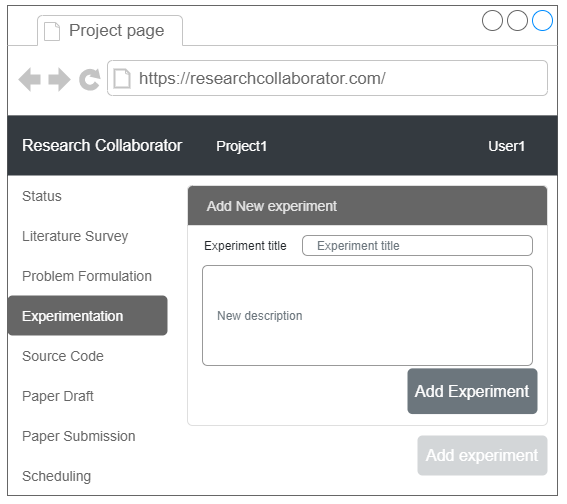 Project page
https://researchcollaborator.com/
Research Collaborator Project1 User1
Status
Literature Survey
Problem Formulation
Experimentation
Source Code
Paper Draft
Paper Submission
Scheduling
Add New experiment
Experiment title Experiment title
New description
Add Experiment
Add experiment